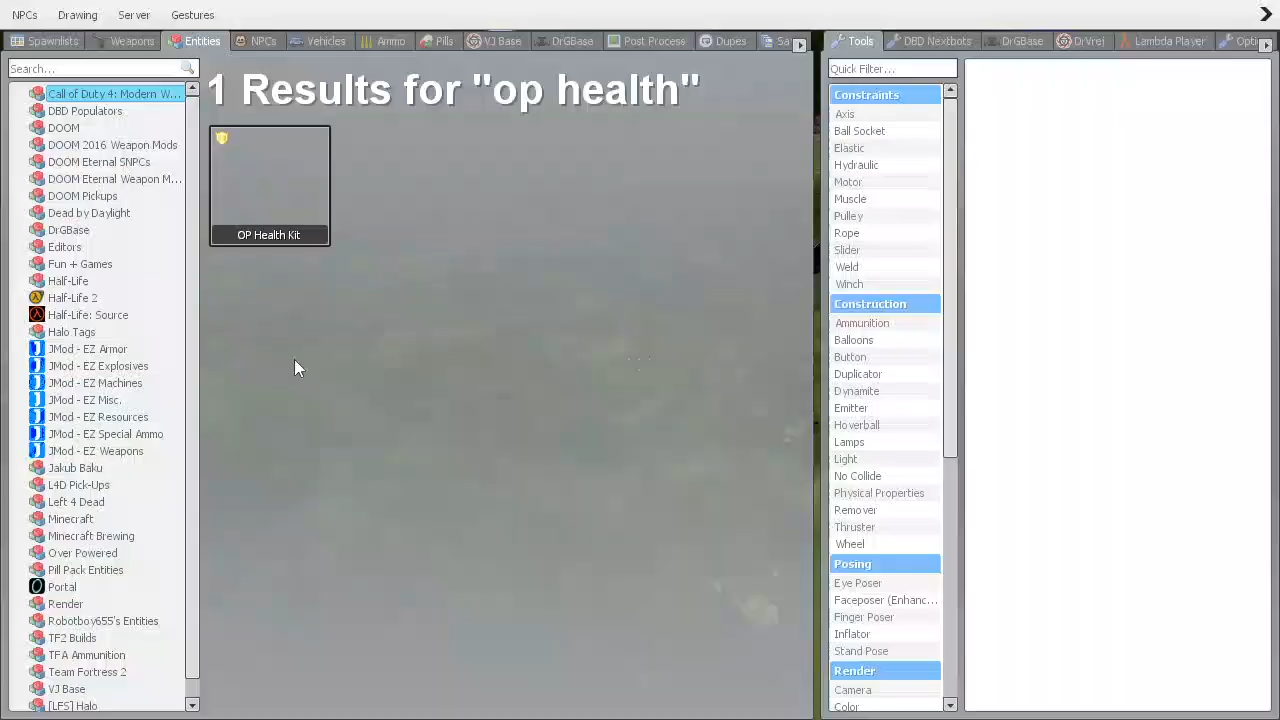 NPCs Drawing Server Gestures
Spawnlists Weapons Entities NPCs Vehicles Ammo Pills VJ Base DrGBase Post Process Dupes Sa
Tools DBD Nextbots DrGBase DrVrej Lambda Player Opti
Search...
1 Results for "op health"
OP Health Kit
Call of Duty 4: Modern W...
DBD Populators
DOOM
DOOM 2016 Weapon Mods
DOOM Eternal SNPCs
DOOM Eternal Weapon M...
DOOM Pickups
Dead by Daylight
DrGBase
Editors
Fun + Games
Half-Life
Half-Life 2
Half-Life: Source
Halo Tags
JMod - EZ Armor
JMod - EZ Explosives
JMod - EZ Machines
JMod - EZ Misc.
JMod - EZ Resources
JMod - EZ Special Ammo
JMod - EZ Weapons
Jakub Baku
L4D Pick-Ups
Left 4 Dead
Minecraft
Minecraft Brewing
Over Powered
Pill Pack Entities
Portal
Render
Robotboy655's Entities
TF2 Builds
TFA Ammunition
Team Fortress 2
VJ Base
[LFS] Halo
Quick Filter...
Constraints
Axis
Ball Socket
Elastic
Hydraulic
Motor
Muscle
Pulley
Rope
Slider
Weld
Winch
Construction
Ammunition
Balloons
Button
Duplicator
Dynamite
Emitter
Hoverball
Lamps
Light
No Collide
Physical Properties
Remover
Thruster
Wheel
Posing
Eye Poser
Faceposer (Enhanc...
Finger Poser
Inflator
Stand Pose
Render
Camera
Color